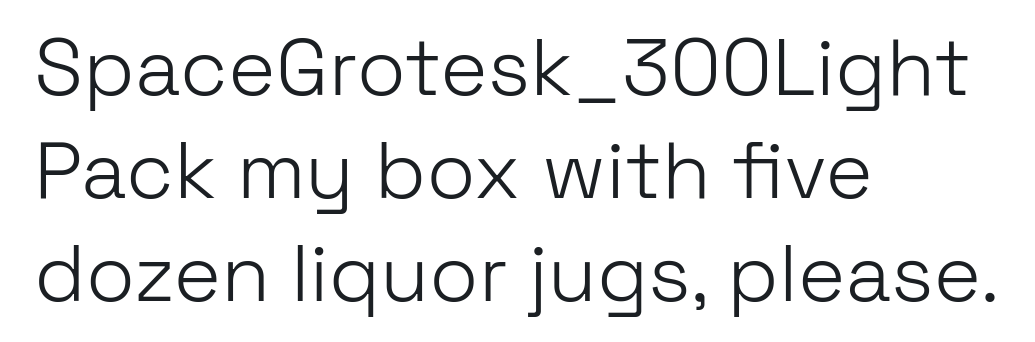 SpaceGrotesk_300Light
Pack my box with five
dozen liquor jugs, please.